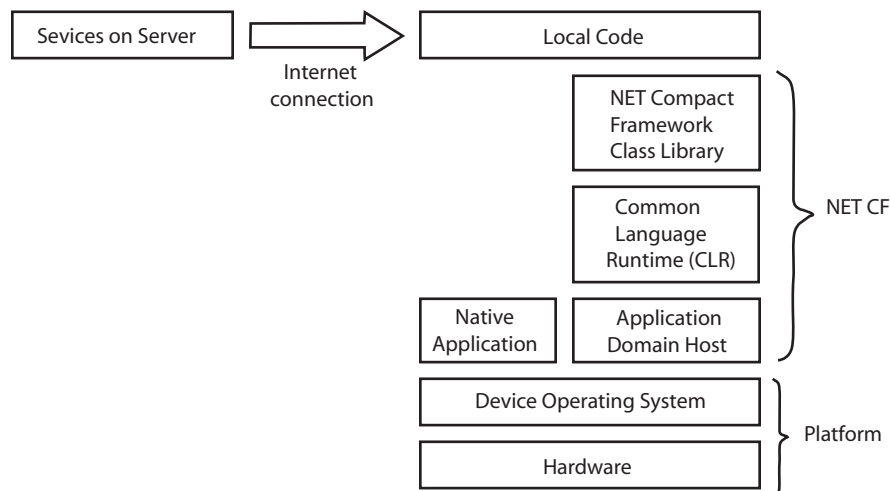 Sevices on Server
Local Code
Internet
connection
NET Compact
Framework
Class Library
Common
Language
Runtime (CLR)
NET CF
Native
Application
Application
Domain Host
Device Operating System
Platform
Hardware